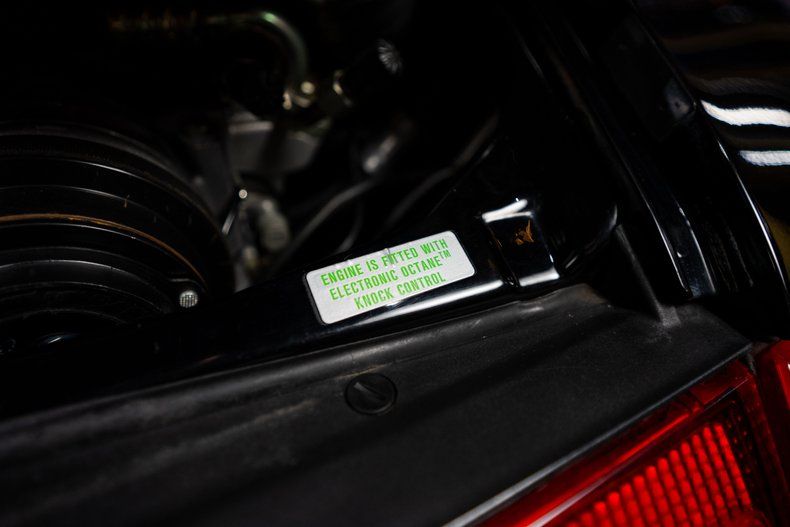 ENGINE IS FITTED WITH
ELECTRONIC OCTANE™
KNOCK CONTROL